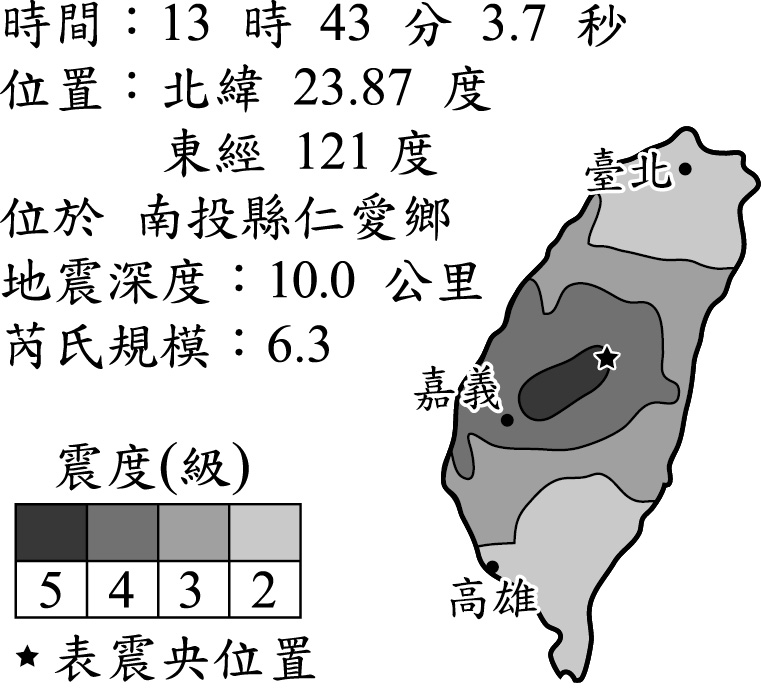 時間：13 時 43 分 3.7 秒
位置：北緯 23.87 度
東經 121 度
位於 南投縣仁愛鄉
地震深度：10.0 公里
芮氏規模：6.3
臺北
嘉義
高雄
震度(級)
5 4 3 2
★表震央位置